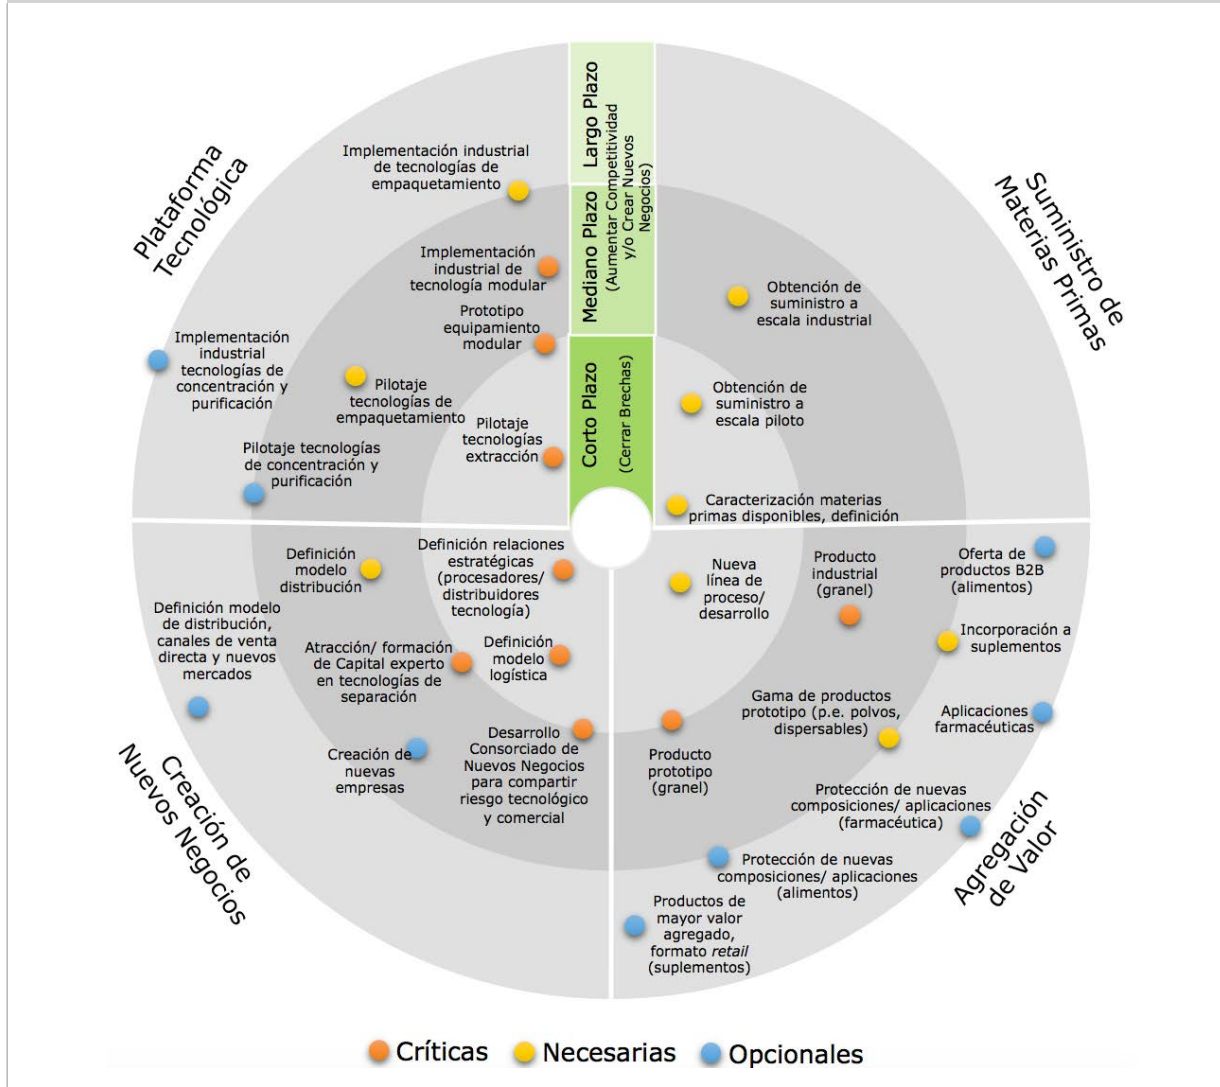 Largo Plazo
Mediano Plazo
(Aumentar Competitividad
y/o Crear Nuevos
Negocios)
Corto Plazo
(Cerrar Brechas)
Plataforma
Tecnológica
Implementación industrial
de tecnologías de
empaquetamiento
Implementación
industrial de
tecnología modular
Prototipo
equipamiento
modular
Implementación
industrial
tecnologías de
concentración y
purificación
Pilotaje
tecnologías de
empaquetamiento
Pilotaje
tecnologías
extracción
Pilotaje tecnologías
de concentración y
purificación
Suministro de
Materias Primas
Obtención de
suministro a
escala industrial
Obtención de
suministro a
escala piloto
Caracterización materias
primas disponibles, definición
Creación de
Nuevos Negocios
Definición relaciones
estratégicas
(procesadores/
distribuidores
tecnología)
Definición
modelo
distribución
Definición modelo
de distribución,
canales de venta
directa y nuevos
mercados
Atracción/ formación
de Capital experto
en tecnologías de
separación
Definición
modelo
logística
Creación de
nuevas
empresas
Desarrollo
Consorciado de
Nuevos Negocios
para compartir
riesgo tecnológico
y comercial
Agregación
de Valor
Nueva
línea de
proceso/
desarrollo
Producto
industrial
(granel)
Oferta de
productos B2B
(alimentos)
Incorporación a
suplementos
Gama de productos
prototipo (p.e. polvos,
dispersables)
Aplicaciones
farmacéuticas
Producto
prototipo
(granel)
Protección de nuevas
composiciones/ aplicaciones
(farmacéutica)
Protección de nuevas
composiciones/ aplicaciones
(alimentos)
Productos de
mayor valor
agregado,
formato retail
(suplementos)
Críticas
Necesarias
Opcionales